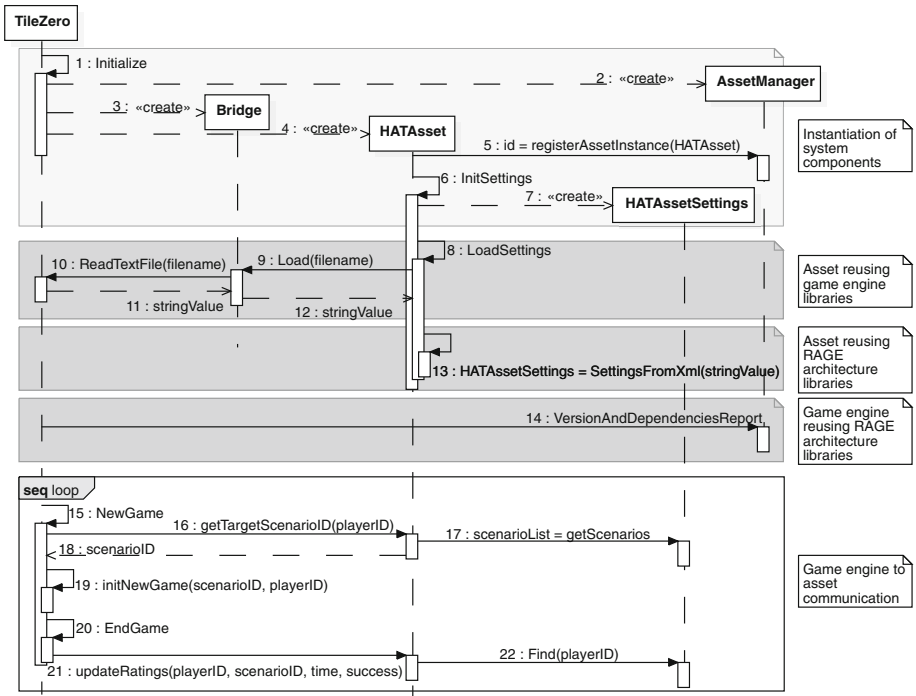 TileZero
1 : Initialize
2 : «create»
AssetManager
3 : «create»
Bridge
4 : «create»
HATAsset
5 : id = registerAssetInstance(HATAsset)
Instantiation of
system
components
6 : InitSettings
7 : «create»
HATAssetSettings
8 : LoadSettings
9 : Load(filename)
10 : ReadTextFile(filename)
11 : stringValue
12 : stringValue
Asset reusing
game engine
libraries
13 : HATAssetSettings = SettingsFromXml(stringValue)
Asset reusing
RAGE
architecture
libraries
14 : VersionAndDependenciesReport
Game engine
reusing RAGE
architecture
libraries
seq loop
15 : NewGame
16 : getTargetScenarioID(playerID)
17 : scenarioList = getScenarios
18 : scenarioID
19 : initNewGame(scenarioID, playerID)
Game engine to
asset
communication
20 : EndGame
21 : updateRatings(playerID, scenarioID, time, success)
22 : Find(playerID)